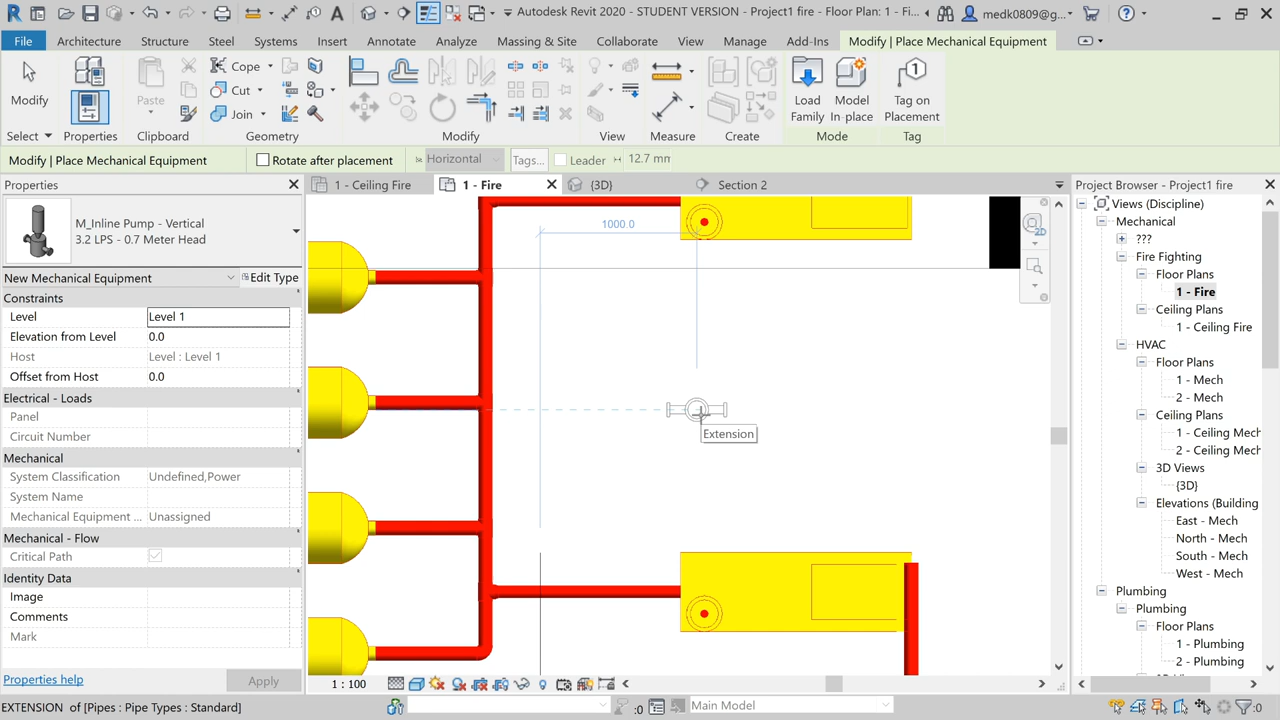 Autodesk Revit 2020 - STUDENT VERSION - Project1 fire - Floor Plan: 1 - Fi...
medk0809@g...
File Architecture Structure Steel Systems Insert Annotate Analyze Massing & Site Collaborate View Manage Add-Ins Modify | Place Mechanical Equipment
Modify
Paste
Cope
Cut
Join
Load Family
Model In-place
Tag on Placement
Select Properties Clipboard Geometry Modify View Measure Create Mode Tag
Modify | Place Mechanical Equipment Rotate after placement Horizontal Tags... Leader 12.7 mm
Properties
1 - Ceiling Fire 1 - Fire {3D} Section 2
Project Browser - Project1 fire
M_Inline Pump - Vertical
3.2 LPS - 0.7 Meter Head
New Mechanical Equipment Edit Type
Constraints
Level Level 1
Elevation from Level 0.0
Host Level : Level 1
Offset from Host 0.0
Electrical - Loads
Panel
Circuit Number
Mechanical
System Classification Undefined,Power
System Name
Mechanical Equipment ... Unassigned
Mechanical - Flow
Critical Path
Identity Data
Image
Comments
Mark
Properties help Apply
1000.0
Extension
2D
Views (Discipline)
Mechanical
???
Fire Fighting
Floor Plans
1 - Fire
Ceiling Plans
1 - Ceiling Fire
HVAC
Floor Plans
1 - Mech
2 - Mech
Ceiling Plans
1 - Ceiling Mech
2 - Ceiling Mech
3D Views
{3D}
Elevations (Building
East - Mech
North - Mech
South - Mech
West - Mech
Plumbing
Plumbing
Floor Plans
1 - Plumbing
2 - Plumbing
1 : 100
EXTENSION of [Pipes : Pipe Types : Standard] :0 Main Model :0